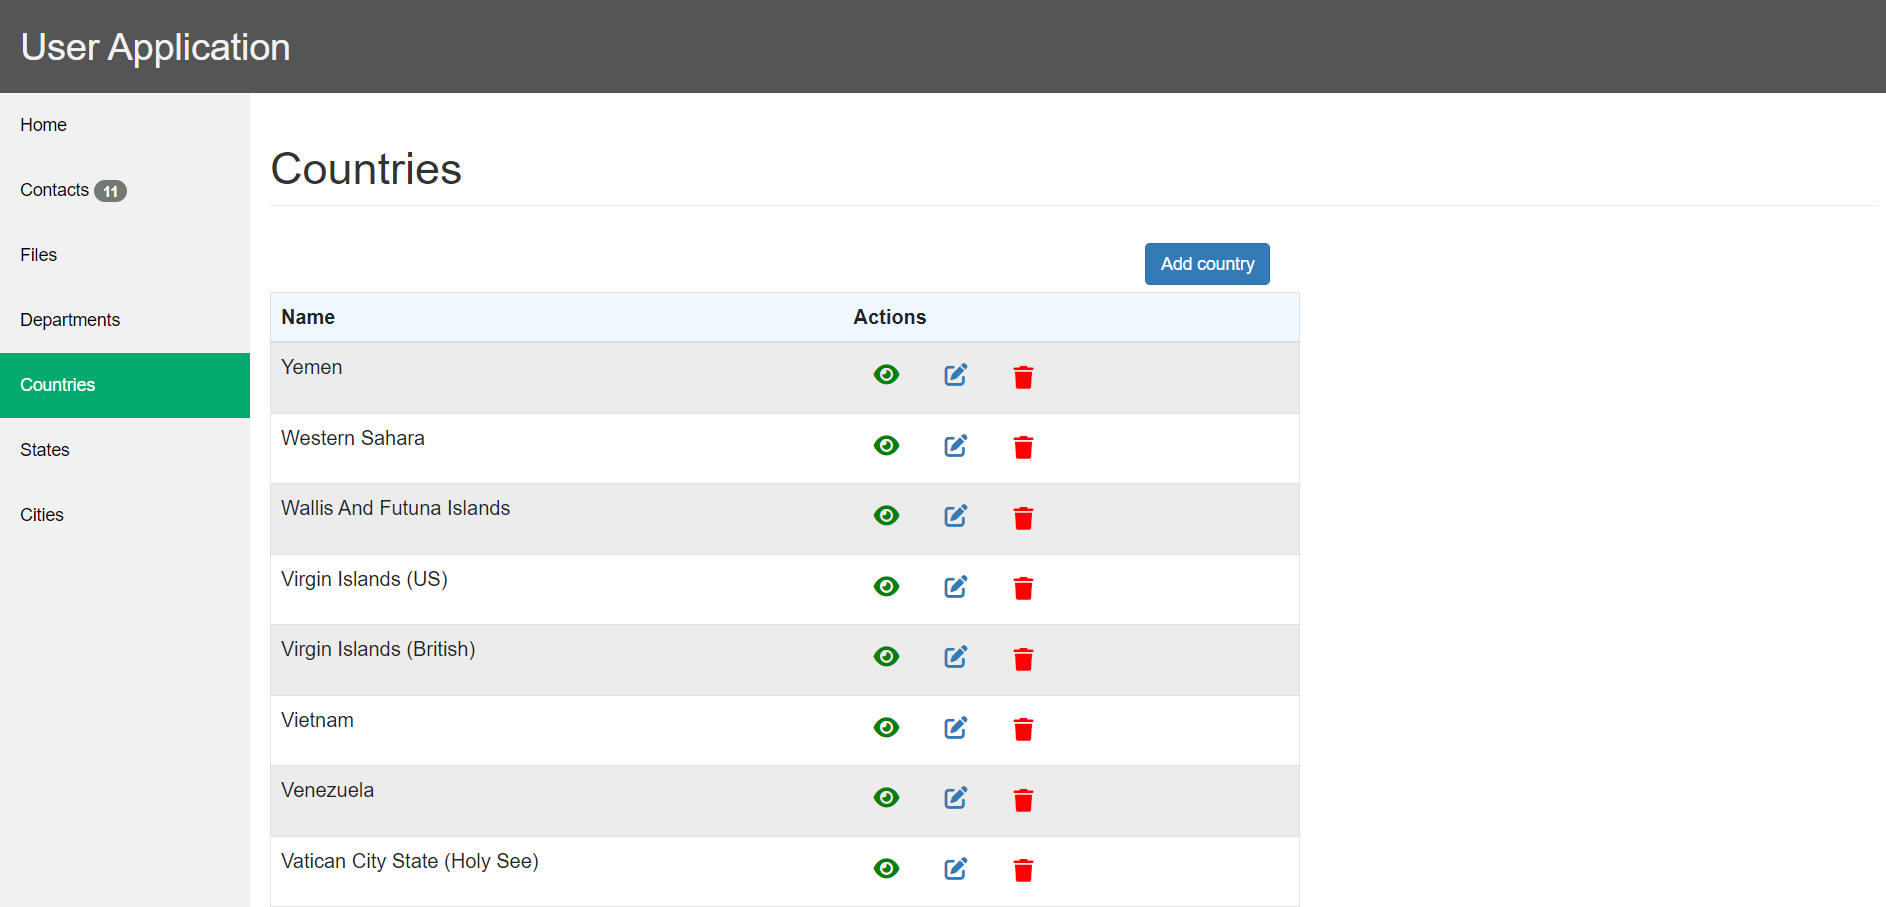 User Application
Home
Contacts 11
Files
Departments
Countries
States
Cities
Countries
Add country
Name Actions
Yemen
Western Sahara
Wallis And Futuna Islands
Virgin Islands (US)
Virgin Islands (British)
Vietnam
Venezuela
Vatican City State (Holy See)